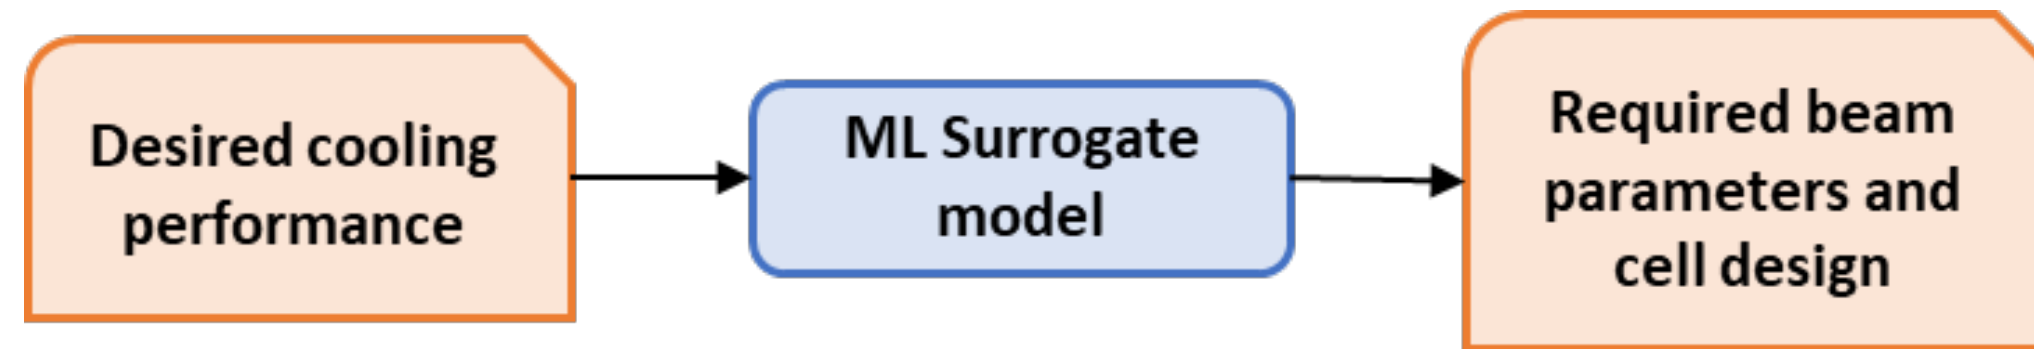 Desired cooling
performance
ML Surrogate
model
Required beam
parameters and
cell design